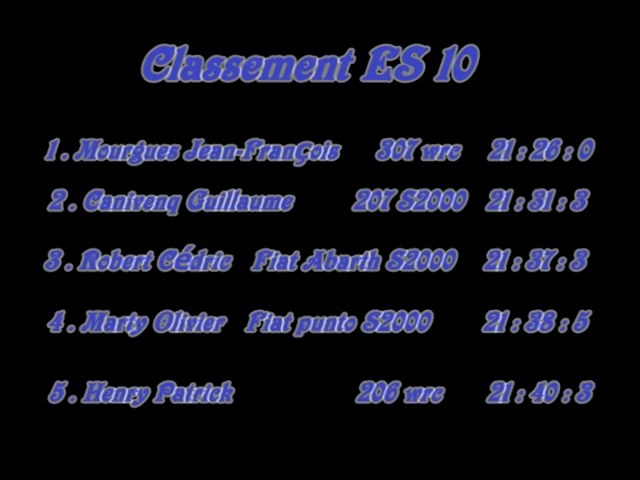 Classement ES 10
1. Mourgues Jean-François 307 wrc 21 : 26 : 0
2. Canivenq Guillaume 207 S2000 21 : 31 : 3
3. Robert Cédric Fiat Abarth S2000 21 : 37 : 3
4. Marty Olivier Fiat punto S2000 21 : 38 : 5
5. Henry Patrick 206 wrc 21 : 40 : 3